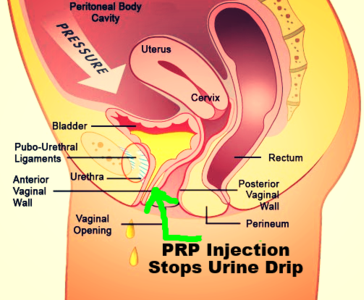 Peritoneal Body
Cavity
PRESSURE
Uterus
Cervix
Bladder
Pubo-Urethral
Ligaments
Urethra
Rectum
Anterior
Vaginal
Wall
Posterior
Vaginal
Wall
Vaginal
Opening
Perineum
PRP Injection
Stops Urine Drip